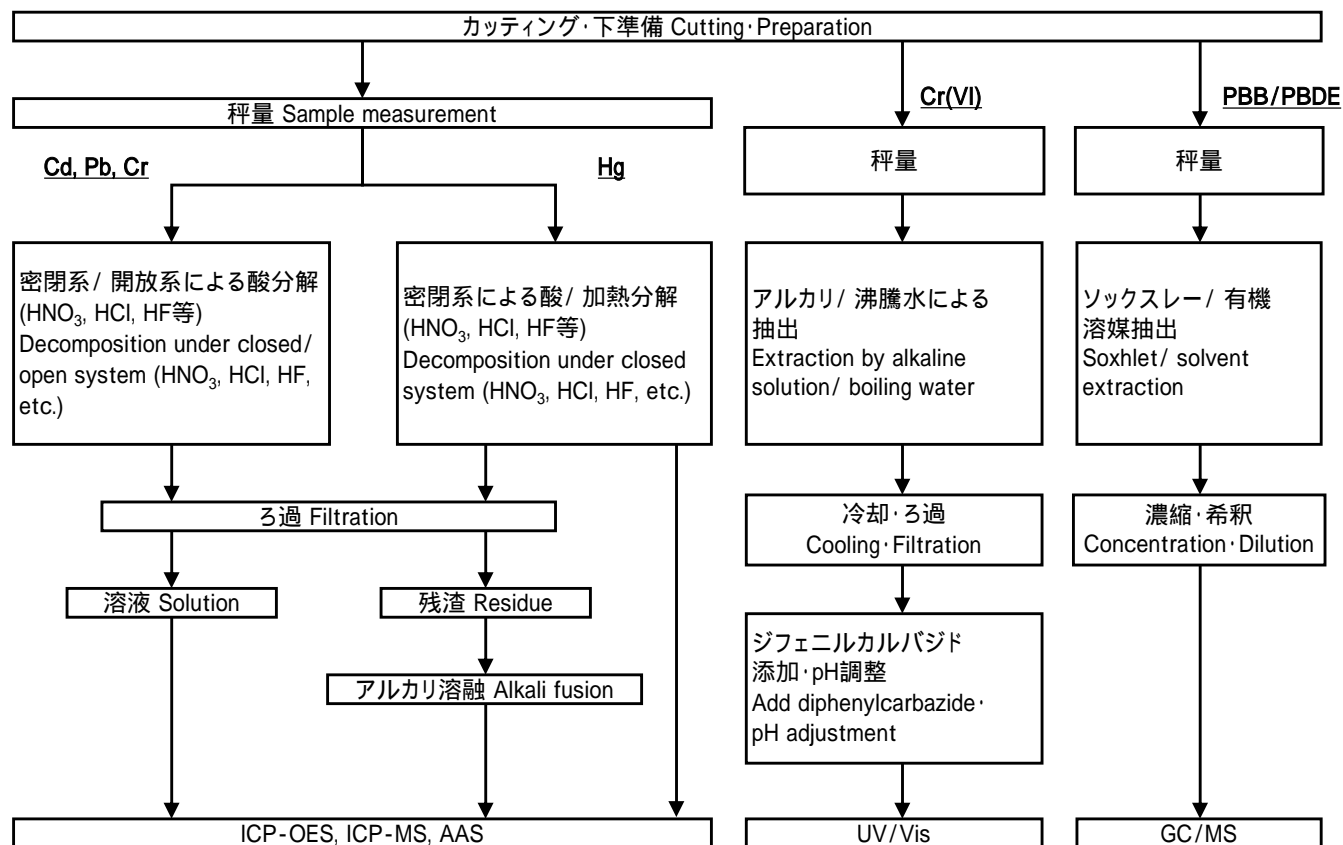 カッティング・下準備 Cutting・Preparation
秤量 Sample measurement
Cr(VI)
PBB/PBDE
Cd, Pb, Cr
Hg
秤量
秤量
密閉系/ 開放系による酸分解
(HNO₃, HCl, HF等)
Decomposition under closed/
open system (HNO₃, HCl, HF,
etc.)
密閉系による酸/ 加熱分解
(HNO₃, HCl, HF等)
Decomposition under closed
system (HNO₃, HCl, HF, etc.)
アルカリ/ 沸騰水による
抽出
Extraction by alkaline
solution/ boiling water
ソックスレー/ 有機
溶媒抽出
Soxhlet/ solvent
extraction
ろ過 Filtration
冷却・ろ過
Cooling・Filtration
濃縮・希釈
Concentration・Dilution
溶液 Solution
残渣 Residue
アルカリ溶融 Alkali fusion
ジフェニルカルバジド
添加・pH調整
Add diphenylcarbazide・
pH adjustment
ICP-OES, ICP-MS, AAS
UV/Vis
GC/MS